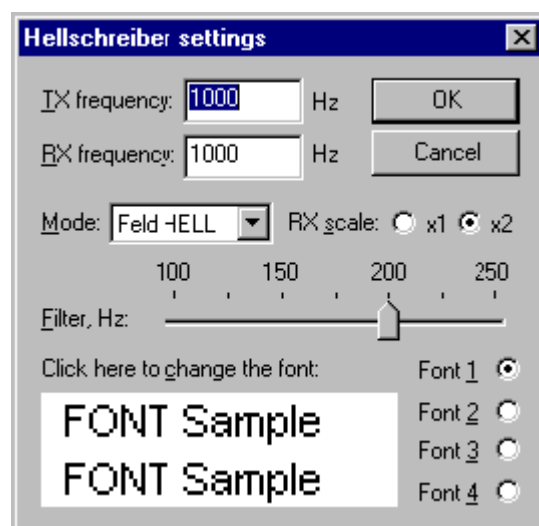 Hellschreiber settings
TX frequency: 1000 Hz OK
RX frequency: 1000 Hz Cancel
Mode: Feld HELL RX scale: x1 x2
100 150 200 250
Filter, Hz:
Click here to change the font: Font 1
FONT Sample Font 2
Font 3
FONT Sample Font 4